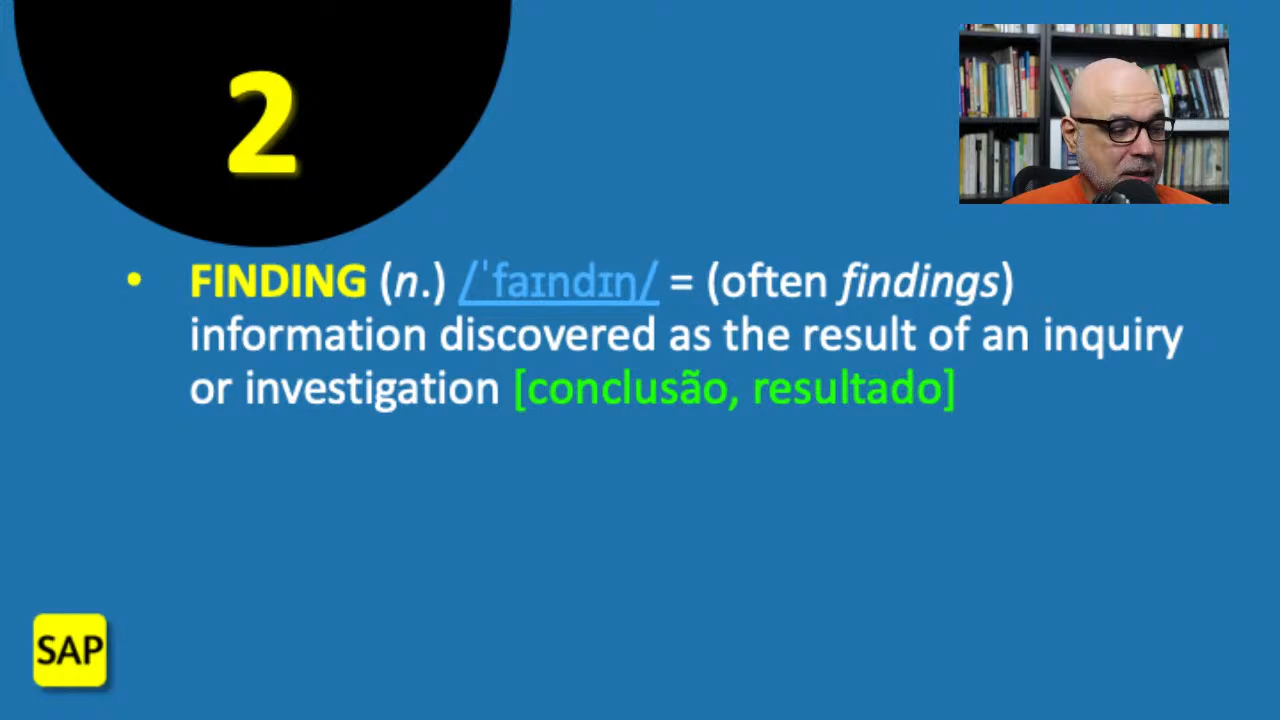 2
• FINDING (n.) /ˈfaɪndɪŋ/ = (often findings)
information discovered as the result of an inquiry
or investigation [conclusão, resultado]
SAP